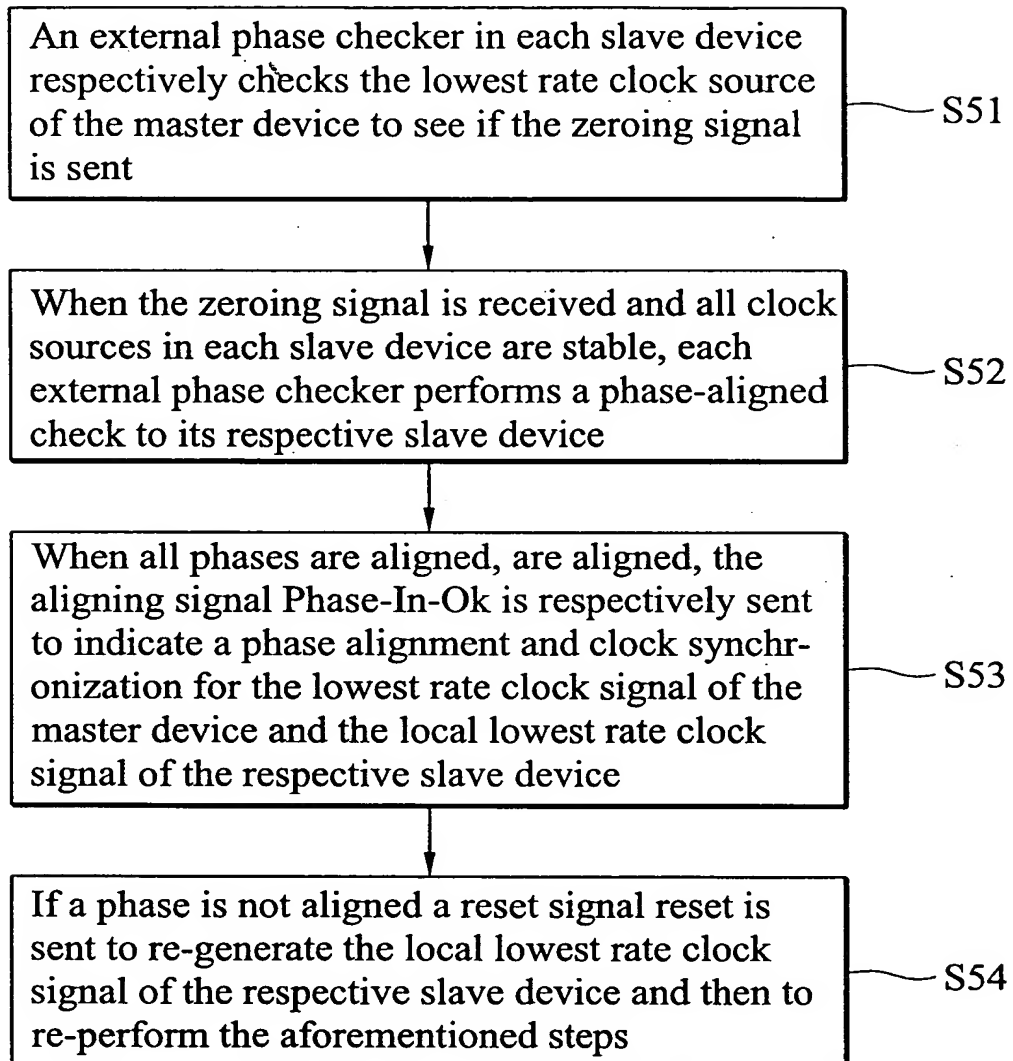 An external phase checker in each slave device
respectively checks the lowest rate clock source
of the master device to see if the zeroing signal
is sent
S51
When the zeroing signal is received and all clock
sources in each slave device are stable, each
external phase checker performs a phase-aligned
check to its respective slave device
S52
When all phases are aligned, are aligned, the
aligning signal Phase-In-Ok is respectively sent
to indicate a phase alignment and clock synchr-
onization for the lowest rate clock signal of the
master device and the local lowest rate clock
signal of the respective slave device
S53
If a phase is not aligned a reset signal reset is
sent to re-generate the local lowest rate clock
signal of the respective slave device and then to
re-perform the aforementioned steps
S54